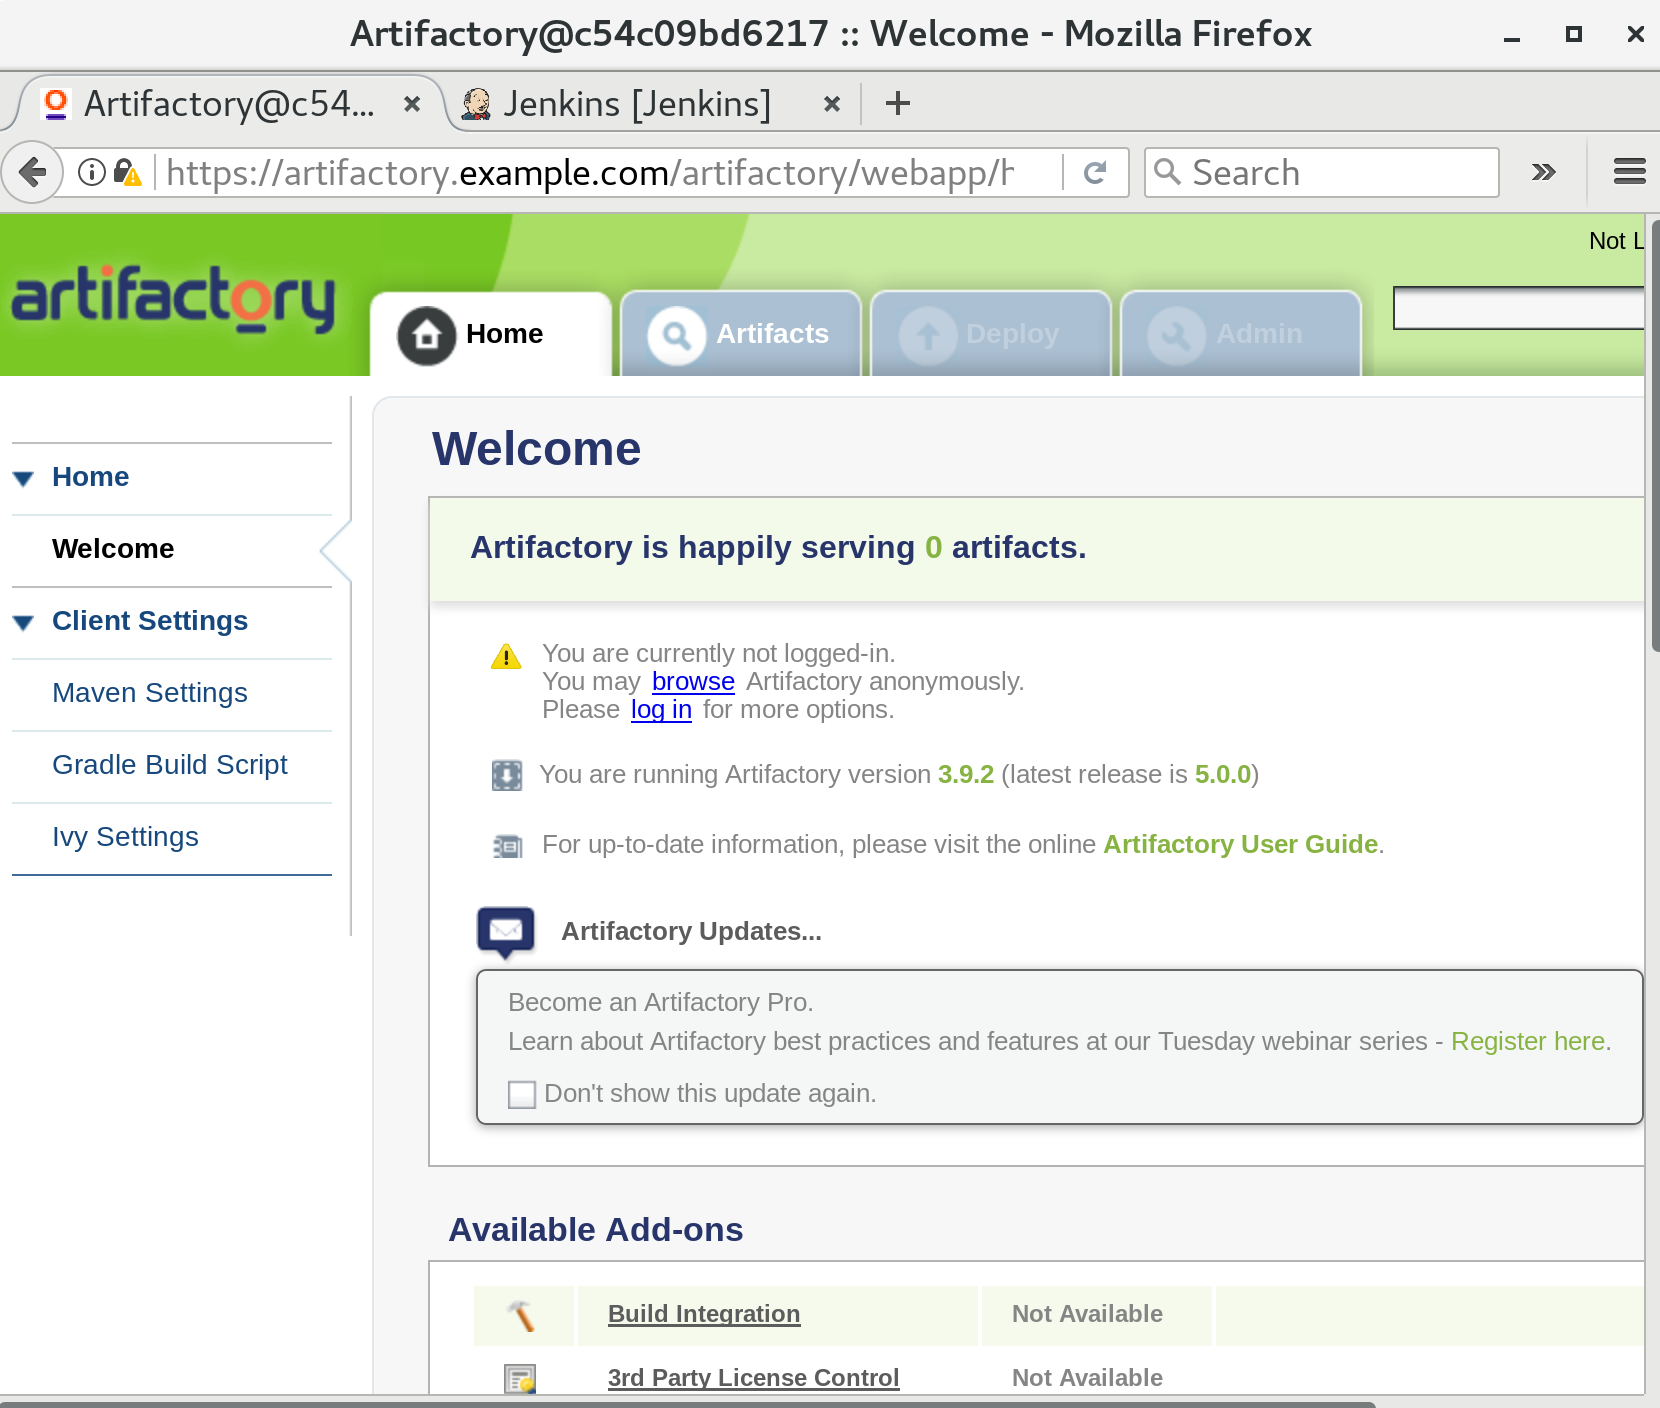 Artifactory@c54c09bd6217 :: Welcome - Mozilla Firefox
Artifactory@c54... Jenkins [Jenkins]
https://artifactory.example.com/artifactory/webapp/h Search
Not L
artifactory
Home Artifacts Deploy Admin
Home
Welcome
Client Settings
Maven Settings
Gradle Build Script
Ivy Settings
Welcome
Artifactory is happily serving 0 artifacts.
You are currently not logged-in.
You may browse Artifactory anonymously.
Please log in for more options.
You are running Artifactory version 3.9.2 (latest release is 5.0.0)
For up-to-date information, please visit the online Artifactory User Guide.
Artifactory Updates...
Become an Artifactory Pro.
Learn about Artifactory best practices and features at our Tuesday webinar series - Register here.
Don't show this update again.
Available Add-ons
Build Integration Not Available
3rd Party License Control Not Available